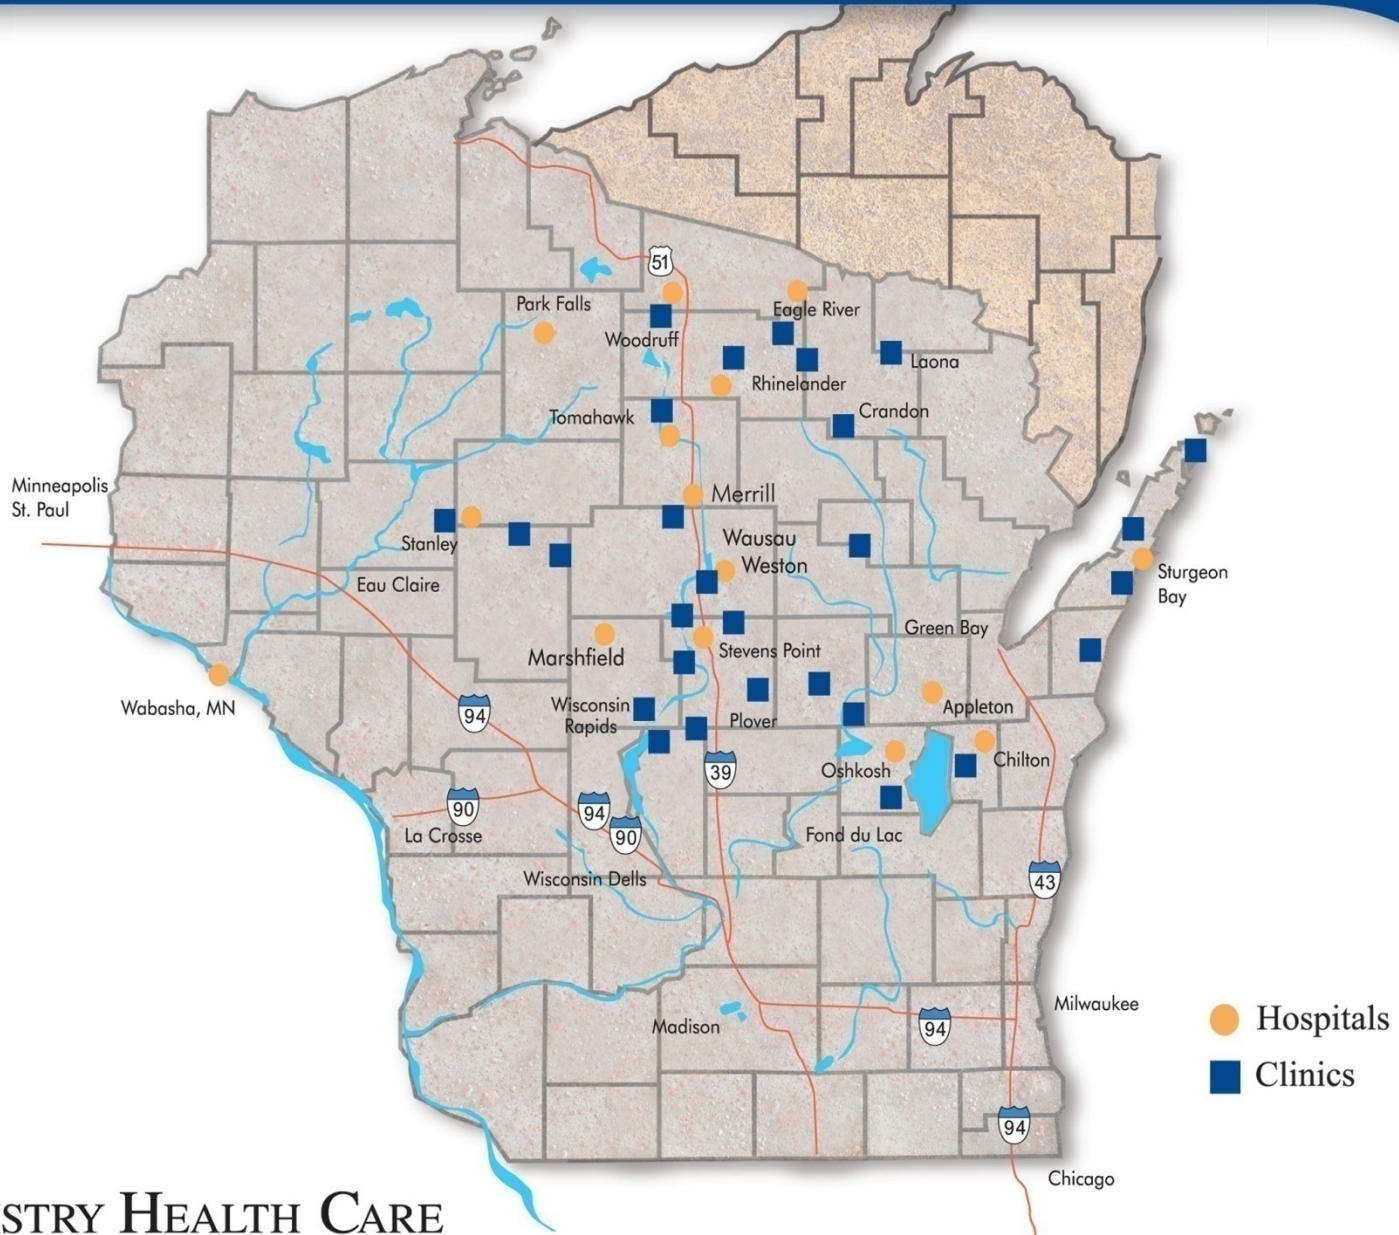 51
Park Falls
Eagle River
Woodruff
Laona
Rhinelander
Crandon
Tomahawk
Minneapolis
St. Paul
Merrill
Stanley
Wausau
Weston
Eau Claire
Sturgeon
Bay
Green Bay
Marshfield
Stevens Point
Wabasha, MN
Wisconsin
Rapids
94
Plover
Appleton
39
Oshkosh
Chilton
90
94
90
La Crosse
Fond du Lac
Wisconsin Dells
43
Milwaukee
Madison
94
Hospitals
Clinics
94
Chicago
STRY HEALTH CARE